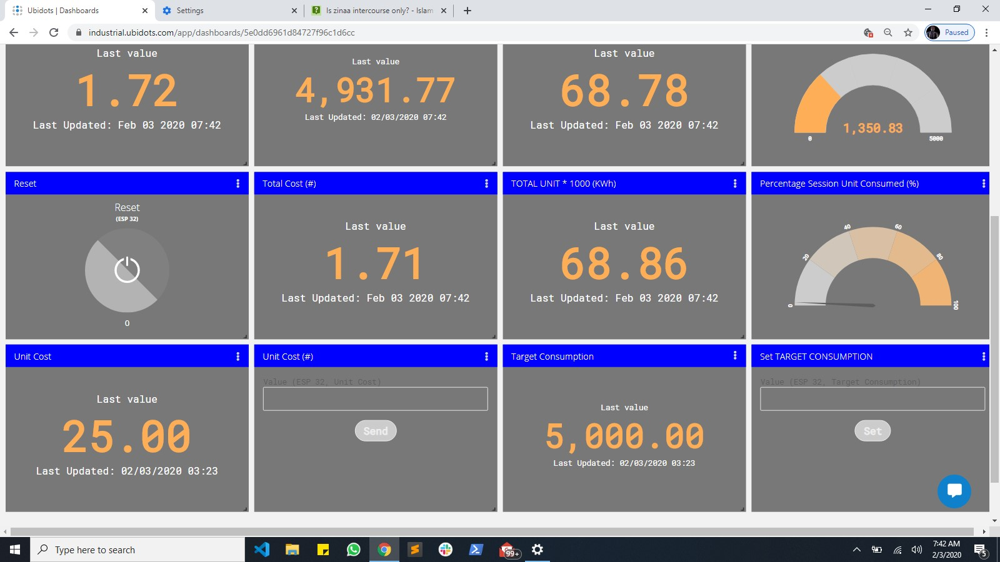 Ubidots | Dashboards
Settings
Is zinaa intercourse only? - Islam
industrial.ubidots.com/app/dashboards/5e0dd6961d84727f96c1d6cc
Paused
Last value
1.72
Last Updated: Feb 03 2020 07:42
Last value
4,931.77
Last Updated: 02/03/2020 07:42
Last value
68.78
Last Updated: Feb 03 2020 07:42
1,350.83
0
5000
Reset
Reset
(ESP 32)
0
Total Cost (#)
Last value
1.71
Last Updated: Feb 03 2020 07:42
TOTAL UNIT * 1000 (KWh)
Last value
68.86
Last Updated: Feb 03 2020 07:42
Percentage Session Unit Consumed (%)
0
20
40
60
80
100
Unit Cost
Last value
25.00
Last Updated: 02/03/2020 03:23
Unit Cost (#)
Value (ESP 32, Unit Cost)
Send
Target Consumption
Last value
5,000.00
Last Updated: 02/03/2020 03:23
Set TARGET CONSUMPTION
Value (ESP 32, Target Consumption)
Set
Type here to search
99+
7:42 AM
2/3/2020
5